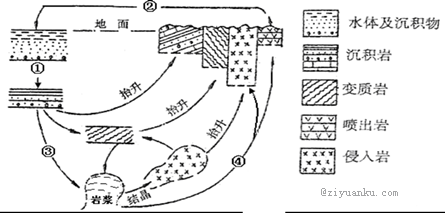 ②
地面
水体及沉积物
①
沉积岩
抬升
变质岩
抬升
喷出岩
抬升
③
④
侵入岩
岩浆
结晶
@ziyuanku.com